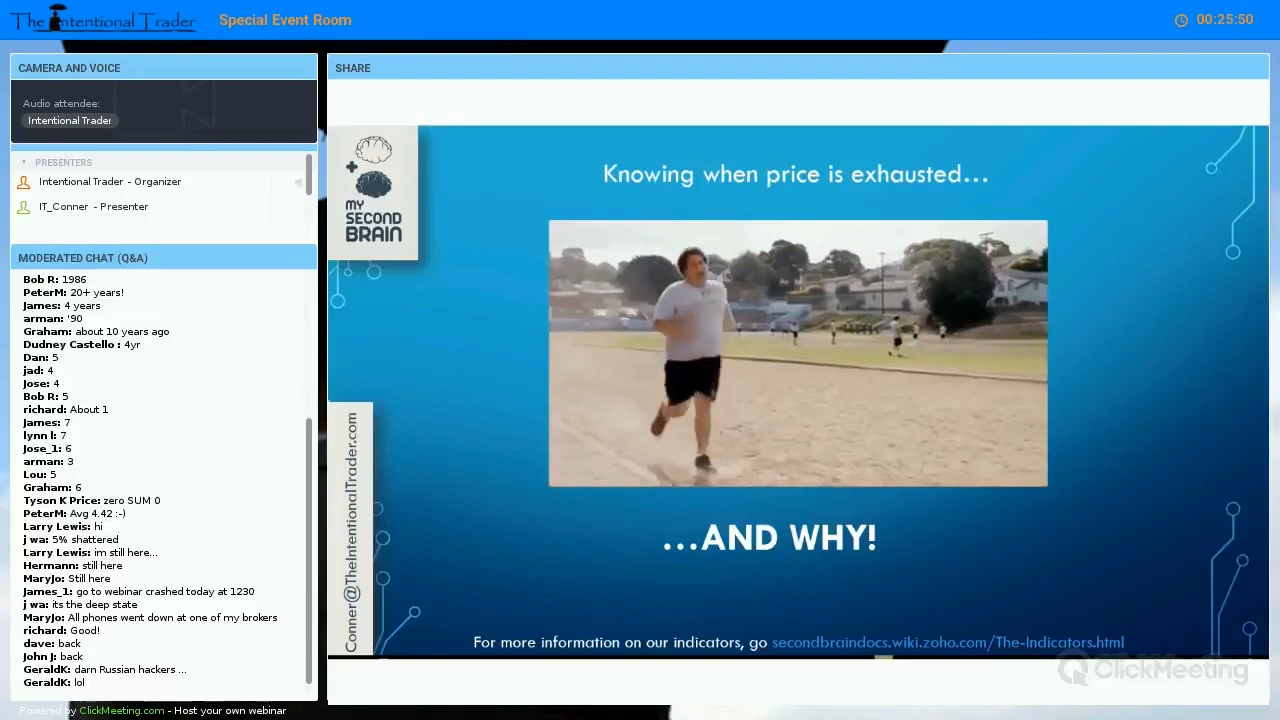 The Intentional Trader
Special Event Room
00:25:50
CAMERA AND VOICE
Audio attendee:
Intentional Trader
PRESENTERS
Intentional Trader - Organizer
IT_Conner - Presenter
MODERATED CHAT (Q&A)
Bob R: 1986
PeterM: 20+ years!
James: 4 years
arman: '90
Graham: about 10 years ago
Dudney Castello : 4yr
Dan: 5
jad: 4
Jose: 4
Bob R: 5
richard: About 1
James: 7
lynn l: 7
Jose_1: 6
arman: 3
Lou: 5
Graham: 6
Tyson K Price: zero SUM 0
PeterM: Avg 4.42 :-)
Larry Lewis: hi
j wa: 5% shattered
Larry Lewis: im still here...
Hermann: still here
MaryJo: Still here
James_1: go to webinar crashed today at 1230
j wa: its the deep state
MaryJo: All phones went down at one of my brokers
richard: Good!
dave: back
John J: back
GeraldK: darn Russian hackers ...
GeraldK: lol
Powered by ClickMeeting.com - Host your own webinar
SHARE
MY
SECOND
BRAIN
Knowing when price is exhausted...
...AND WHY!
Conner@TheIntentionalTrader.com
For more information on our indicators, go secondbraindocs.wiki.zoho.com/The-Indicators.html
ClickMeeting